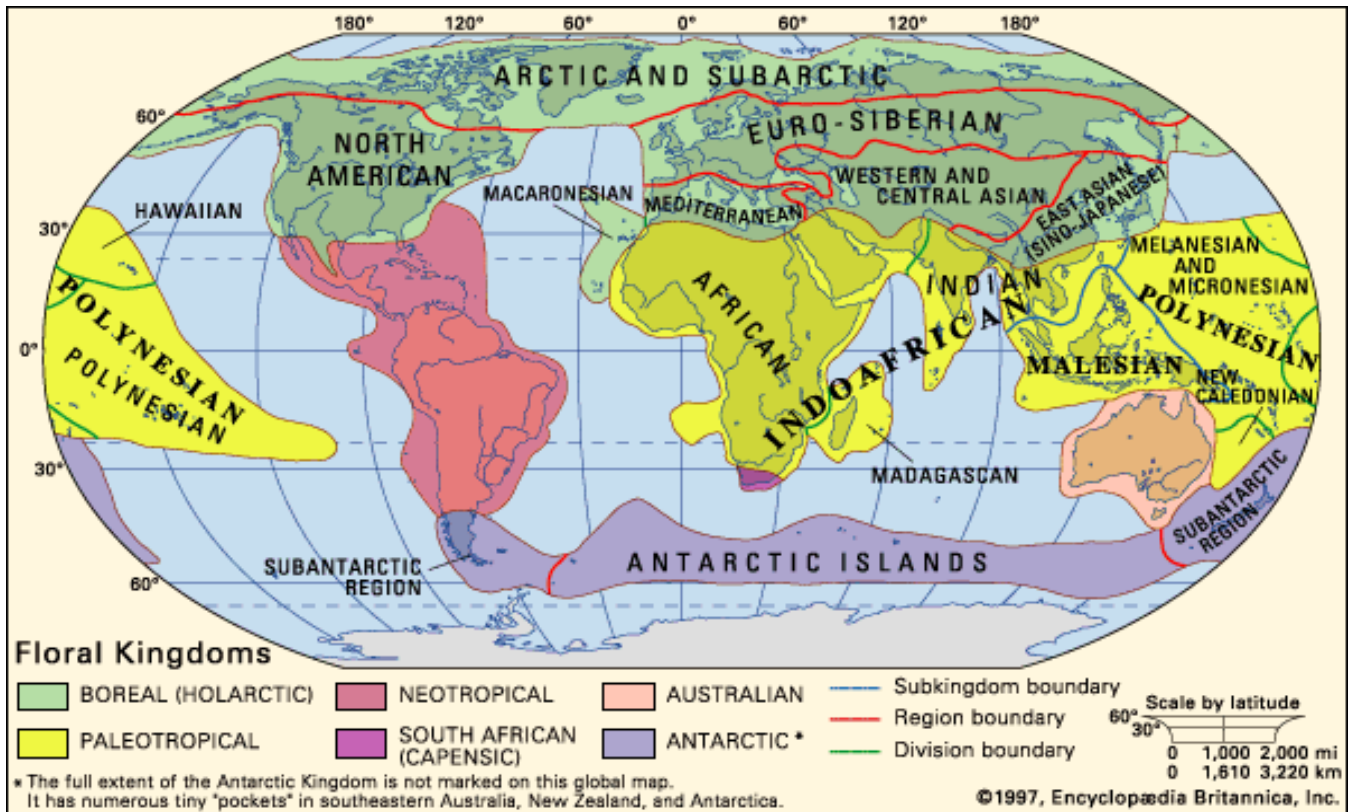 180° 120° 60° 0° 60° 120° 180°
ARCTIC AND SUBARCTIC
60°
EURO-SIBERIAN
NORTH
AMERICAN
WESTERN AND
CENTRAL ASIAN
MACARONESIAN
EAST ASIAN
(SINO-JAPANESE)
HAWAIIAN
MEDITERRANEAN
30°
MELANESIAN
AND
MICRONESIAN
AFRICAN
INDIAN
POLYNESIAN
POLYNESIAN
INDOAFRICAN
POLYNESIAN
0°
MALESIAN
NEW
CALEDONIAN
30°
MADAGASCAN
SUBANTARCTIC
REGION
SUBANTARCTIC
REGION
ANTARCTIC ISLANDS
60°
Floral Kingdoms
BOREAL (HOLARCTIC)
NEOTROPICAL
AUSTRALIAN
PALEOTROPICAL
SOUTH AFRICAN
(CAPENSIC)
ANTARCTIC *
Subkingdom boundary
Region boundary
Division boundary
Scale by latitude
60°
30°
0 1,000 2,000 mi
0 1,610 3,220 km
* The full extent of the Antarctic Kingdom is not marked on this global map.
It has numerous tiny "pockets" in southeastern Australia, New Zealand, and Antarctica.
©1997, Encyclopædia Britannica, Inc.